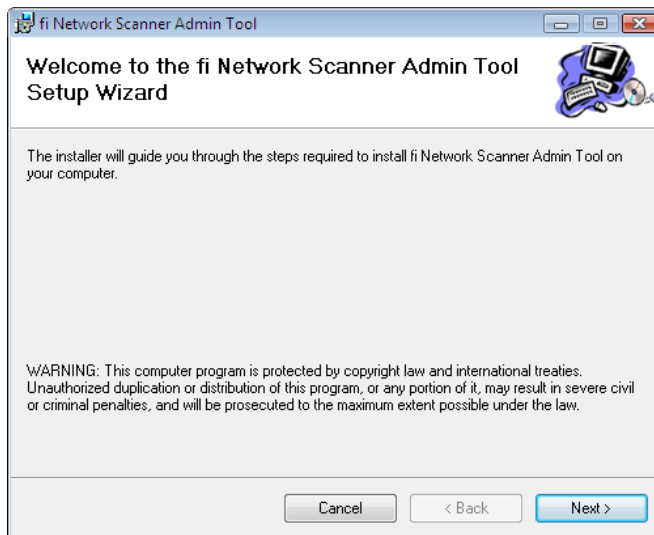 fi Network Scanner Admin Tool
Welcome to the fi Network Scanner Admin Tool
Setup Wizard
The installer will guide you through the steps required to install fi Network Scanner Admin Tool on
your computer.
WARNING: This computer program is protected by copyright law and international treaties.
Unauthorized duplication or distribution of this program, or any portion of it, may result in severe civil
or criminal penalties, and will be prosecuted to the maximum extent possible under the law.
Cancel < Back Next >